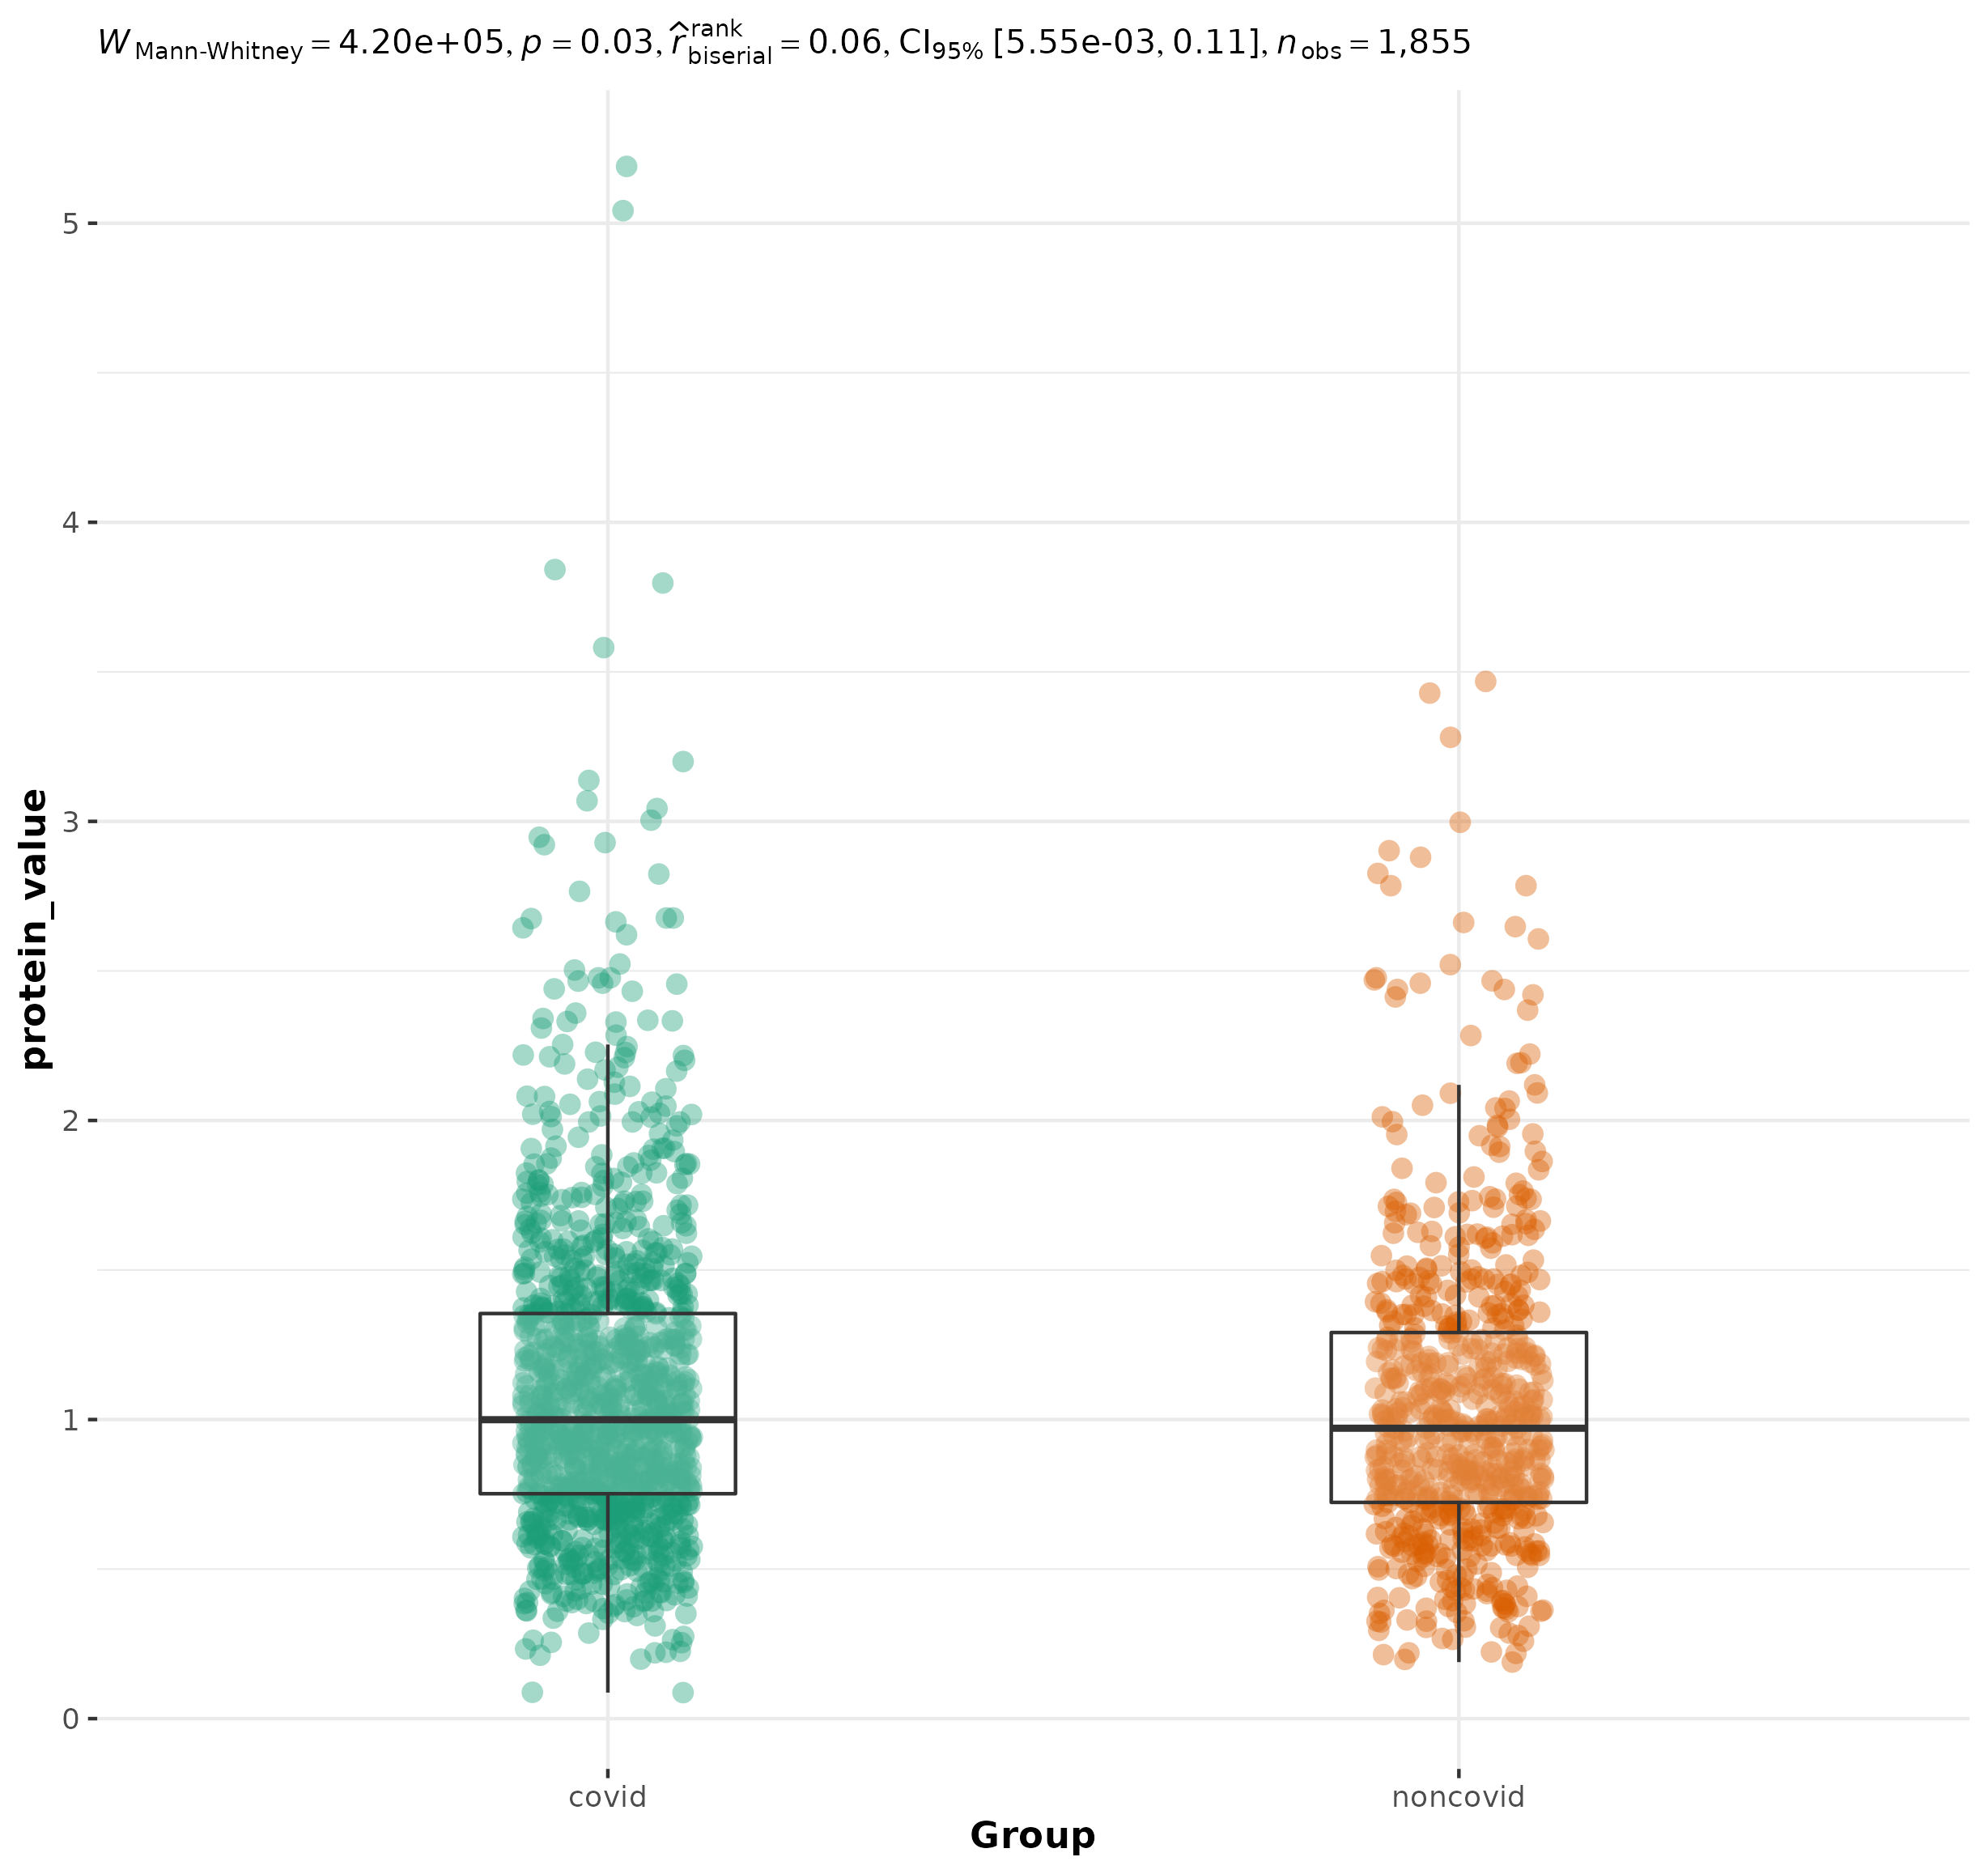 W Mann-Whitney = 4.20e+05, p = 0.03, r̂ rank biserial = 0.06, CI95% [5.55e-03, 0.11], n obs = 1,855
5
4
3
2
1
0
protein_value
covid noncovid
Group